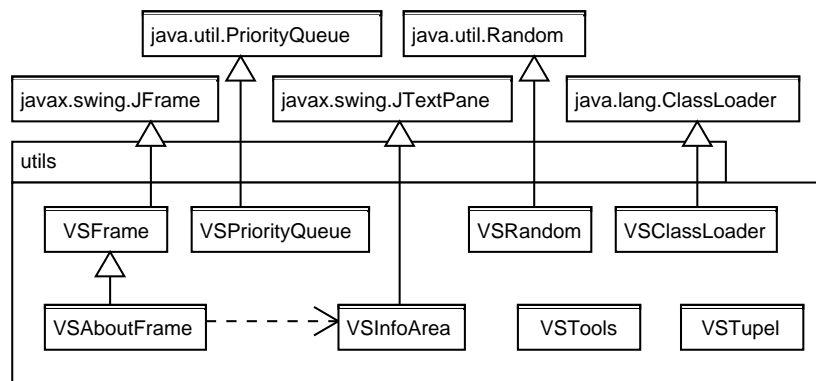 java.util.PriorityQueue
java.util.Random
javax.swing.JFrame
javax.swing.JTextPane
java.lang.ClassLoader
utils
VSFrame
VSPriorityQueue
VSRandom
VSClassLoader
VSAboutFrame
VSInfoArea
VSTools
VSTupel